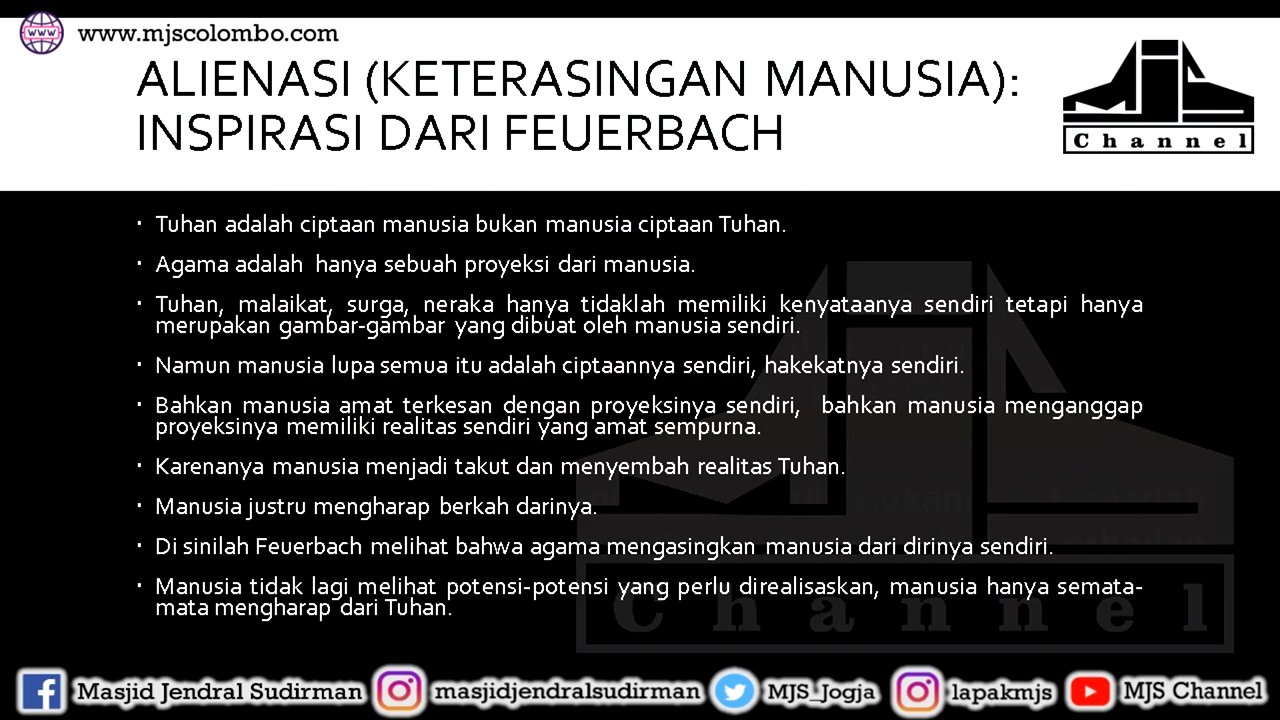 www.mjscolombo.com
ALIENASI (KETERASINGAN MANUSIA):
INSPIRASI DARI FEUERBACH
MJS
Channel
Tuhan adalah ciptaan manusia bukan manusia ciptaan Tuhan.
Agama adalah hanya sebuah proyeksi dari manusia.
Tuhan, malaikat, surga, neraka hanya tidaklah memiliki kenyataanya sendiri tetapi hanya
merupakan gambar-gambar yang dibuat oleh manusia sendiri.
Namun manusia lupa semua itu adalah ciptaannya sendiri, hakekatnya sendiri.
Bahkan manusia amat terkesan dengan proyeksinya sendiri, bahkan manusia menganggap
proyeksinya memiliki realitas sendiri yang amat sempurna.
Karenanya manusia menjadi takut dan menyembah realitas Tuhan.
Manusia justru mengharap berkah darinya.
Di sinilah Feuerbach melihat bahwa agama mengasingkan manusia dari dirinya sendiri.
Manusia tidak lagi melihat potensi-potensi yang perlu direalisaskan, manusia hanya semata-
mata mengharap dari Tuhan.
Channel
Masjid Jendral Sudirman masjidjendralsudirman MJS_Jogja lapakmjs MJS Channel